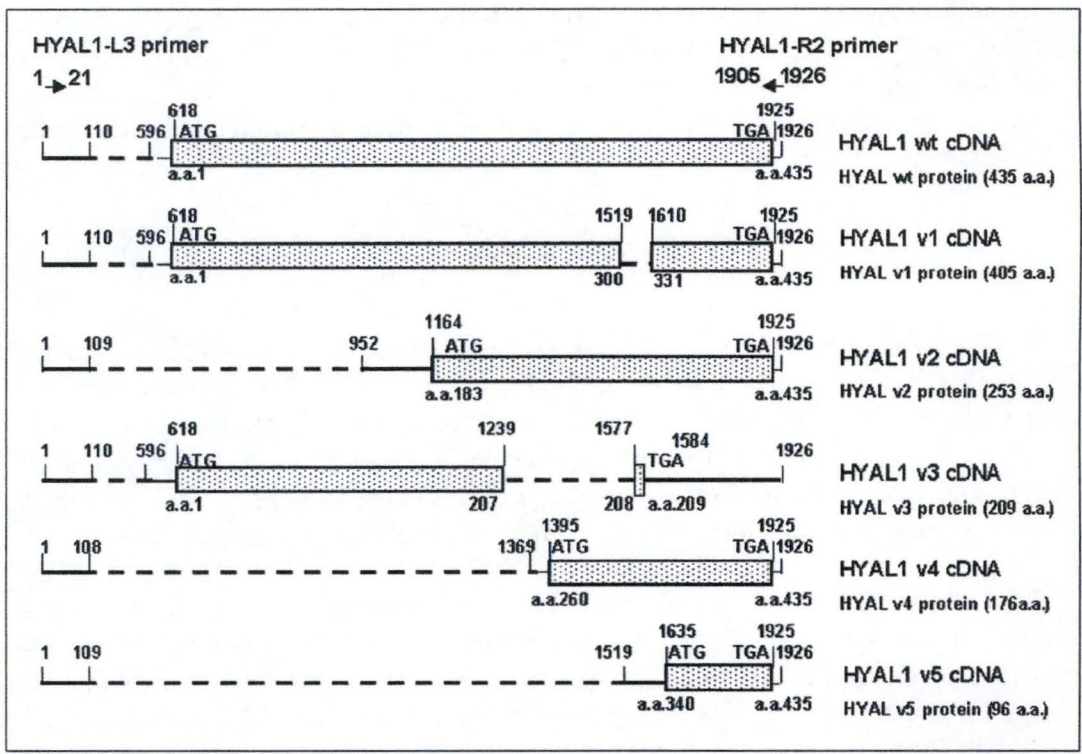 HYAL1-L3 primer HYAL1-R2 primer
1 21 1905 1926
618 1925
1 110 596 ATG TGA 1926 HYAL1 wt cDNA
a.a.1 a.a.435 HYAL wt protein (435 a.a.)
618 1519 1610 1925
1 110 596 ATG TGA 1926 HYAL1 v1 cDNA
a.a.1 300 331 a.a.435 HYAL v1 protein (405 a.a.)
1164 1925
1 109 952 ATG TGA 1926 HYAL1 v2 cDNA
a.a.183 a.a.435 HYAL v2 protein (253 a.a.)
618 1239 1577 1584
1 110 596 ATG TGA 1926 HYAL1 v3 cDNA
a.a.1 207 208 a.a.209 HYAL v3 protein (209 a.a.)
1395 1925
1 108 1369 ATG TGA 1926 HYAL1 v4 cDNA
a.a.260 a.a.435 HYAL v4 protein (176a.a.)
1635 1925
1 109 1519 ATG TGA 1926 HYAL1 v5 cDNA
a.a.340 a.a.435 HYAL v5 protein (96 a.a.)